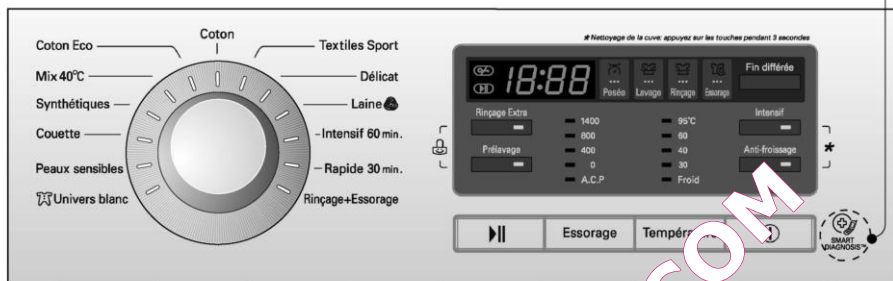 * Nettoyage de la cuve: appuyez sur les touches pendant 3 secondes
Coton Eco
Coton
Textiles Sport
Mix 40°C
Délicat
Synthétiques
Laine
Couette
Intensif 60 min.
Peaux sensibles
Rapide 30 min.
Univers blanc
Rinçage+Essorage
18:88
Posée
Lavage
Rinçage
Essorage
Fin différée
Rinçage Extra
Prélavage
1400
800
400
0
A.C.P
95°C
60
40
30
Froid
Intensif
Anti-froissage
*
Essorage
SMART
DIAGNOSIS™
COM